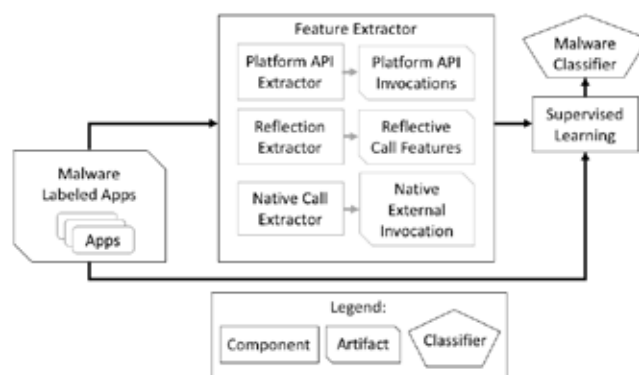 Feature Extractor
Platform API
Extractor
Platform API
Invocations
Reflection
Extractor
Reflective
Call Features
Native Call
Extractor
Native
External
Invocation
Malware
Classifier
Supervised
Learning
Malware
Labeled Apps
Apps
Legend:
Component
Artifact
Classifier